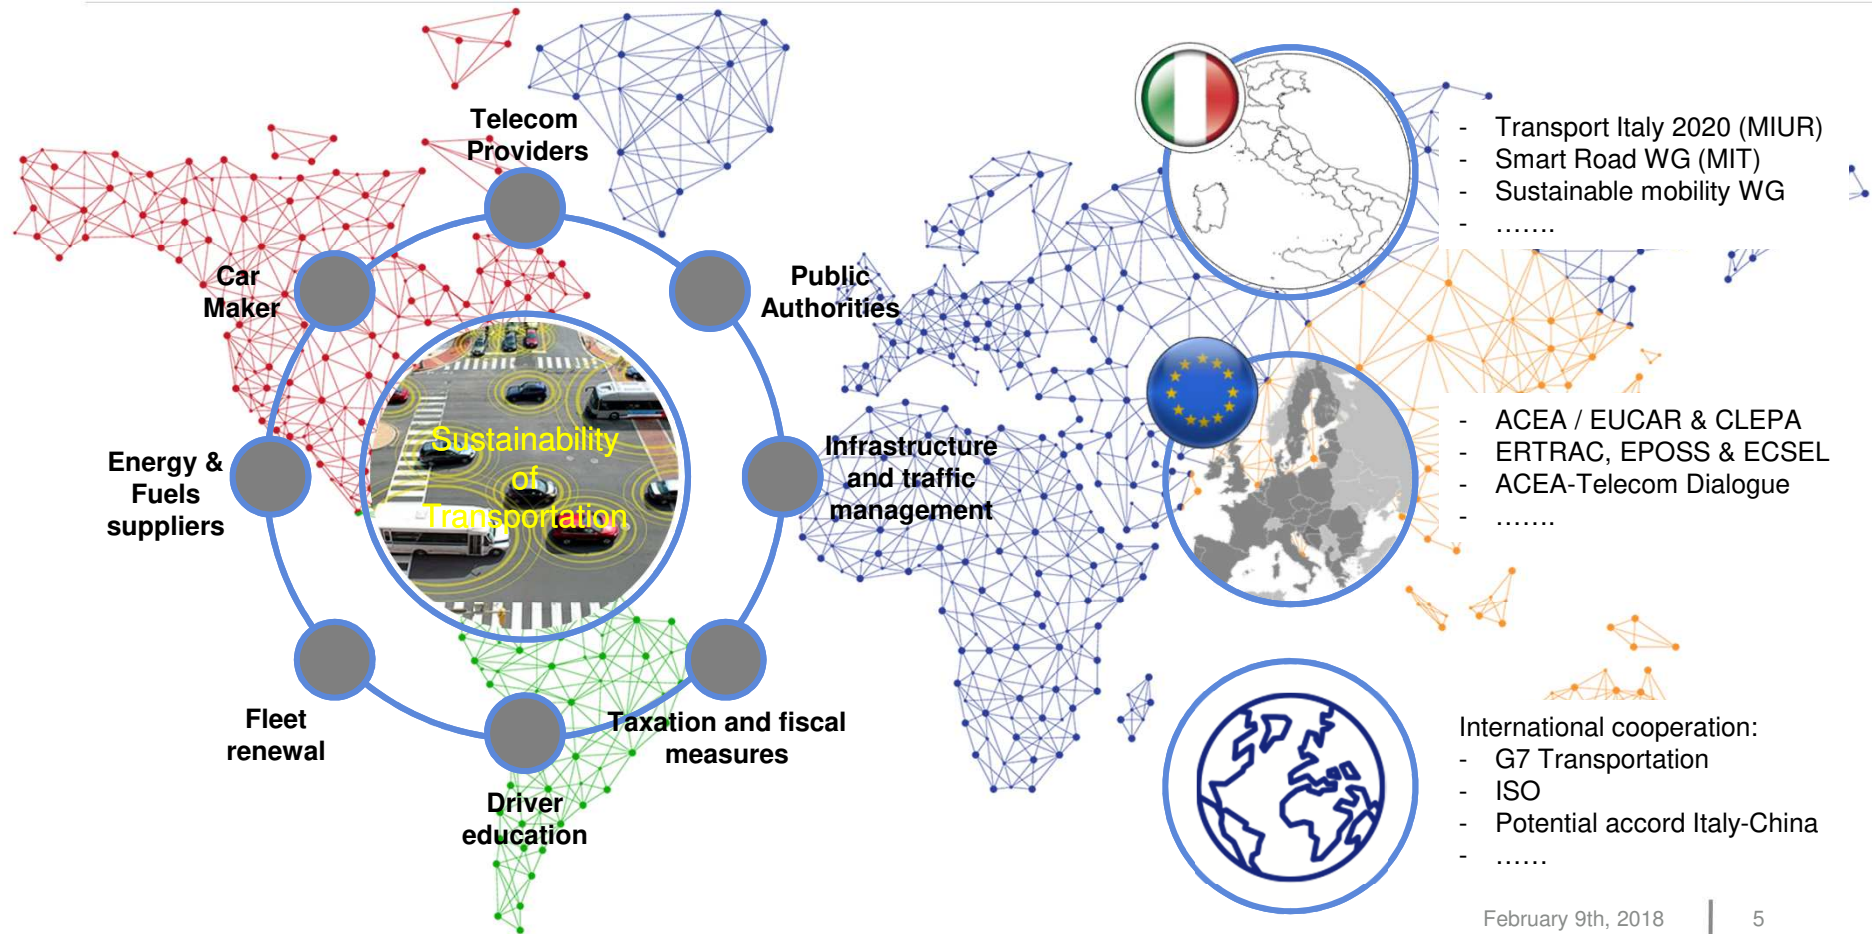 Telecom
Providers
Car
Maker
Public
Authorities
Energy &
Fuels
suppliers
Sustainability
of
Transportation
Infrastructure
and traffic
management
Fleet
renewal
Taxation and fiscal
measures
Driver
education
- Transport Italy 2020 (MIUR)
- Smart Road WG (MIT)
- Sustainable mobility WG
- …….
- ACEA / EUCAR & CLEPA
- ERTRAC, EPOSS & ECSEL
- ACEA-Telecom Dialogue
- …….
International cooperation:
- G7 Transportation
- ISO
- Potential accord Italy-China
- ……
February 9th, 2018 5